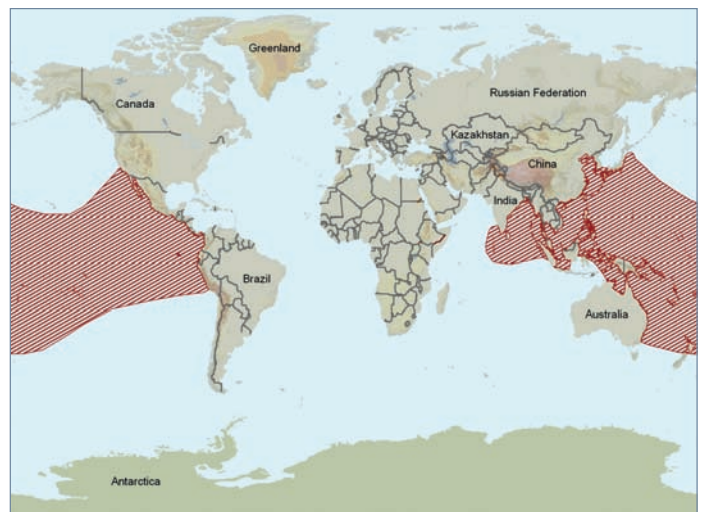 Greenland
Russian Federation
Canada
Kazakhstan
China
India
Brazil
Australia
Antarctica